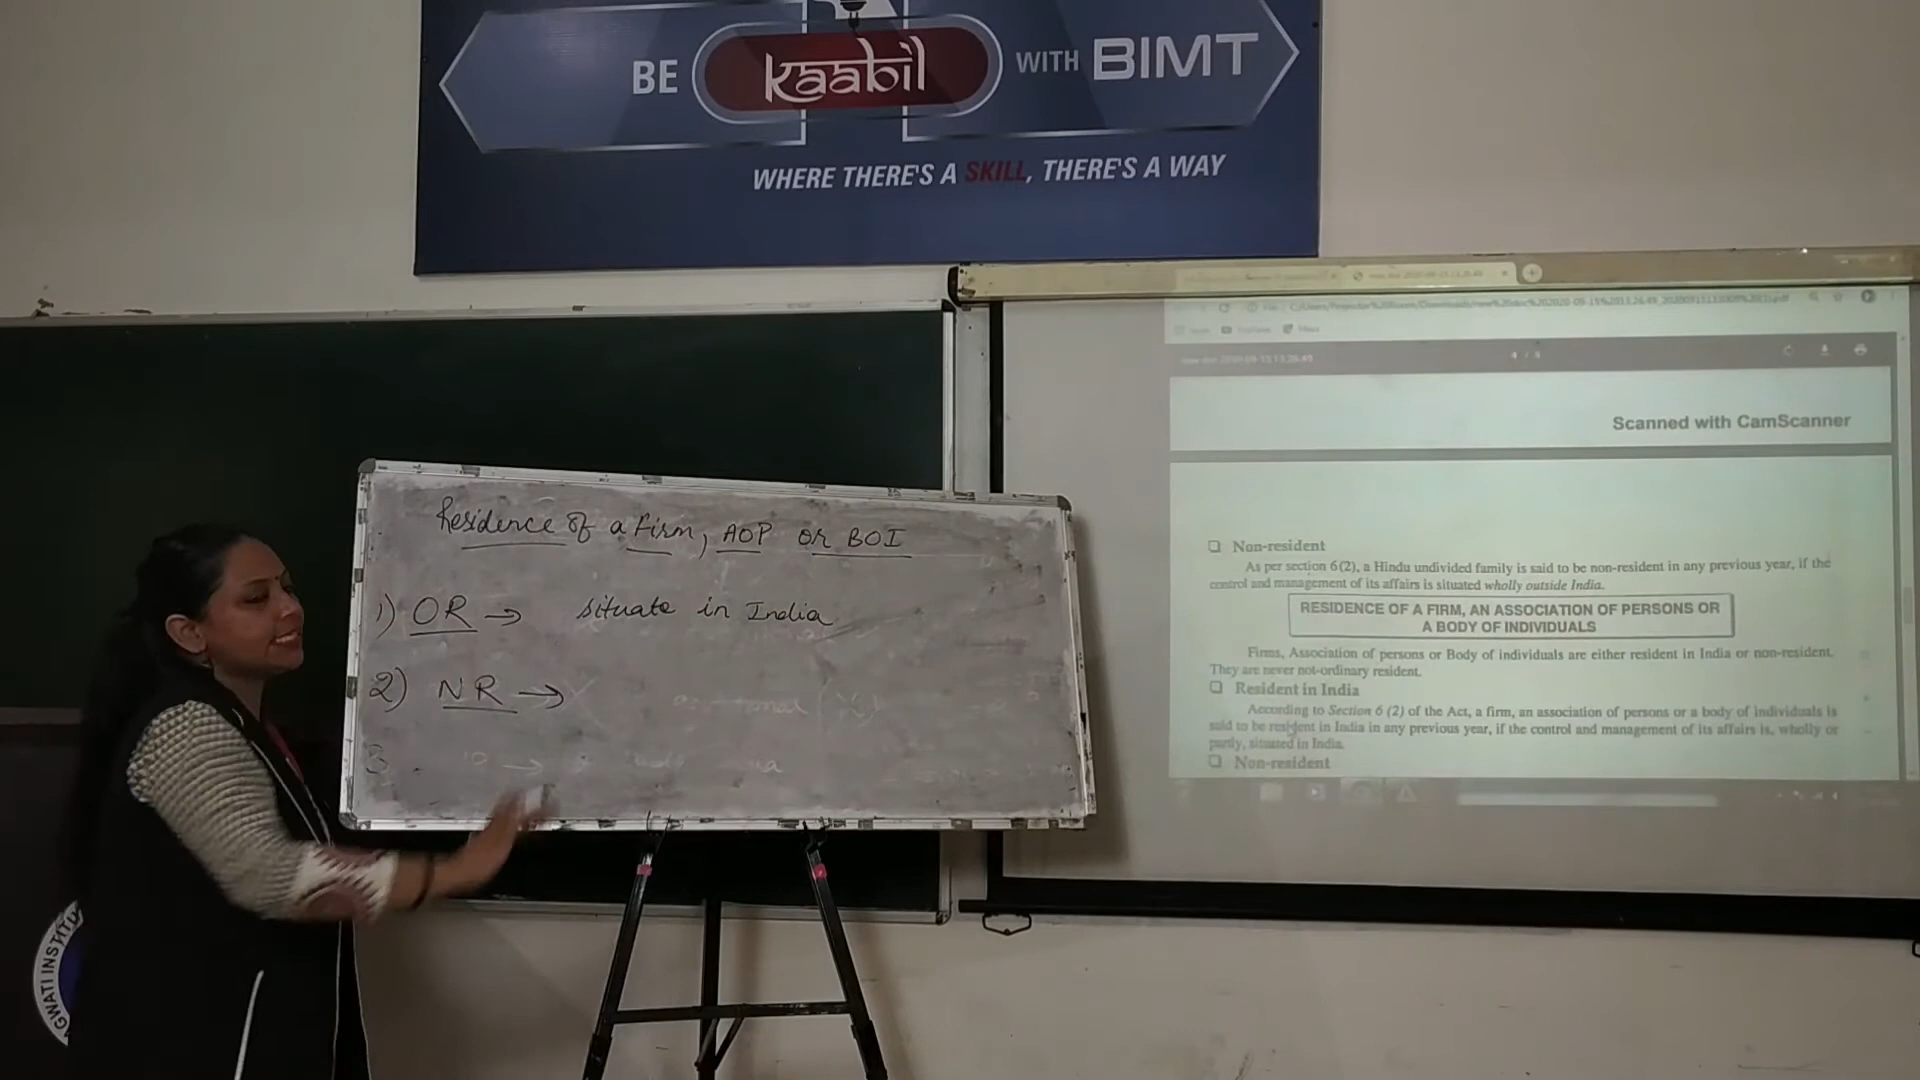 BE kaabil WITH BIMT
WHERE THERE'S A SKILL, THERE'S A WAY
Residence of a Firm, AOP or BOI
1) OR → situate in India
2) NR →
3
GWATI INSTITU
4 / 8
Scanned with CamScanner
❑ Non-resident
As per section 6(2), a Hindu undivided family is said to be non-resident in any previous year, if the
control and management of its affairs is situated wholly outside India.
RESIDENCE OF A FIRM, AN ASSOCIATION OF PERSONS OR
A BODY OF INDIVIDUALS
Firms, Association of persons or Body of individuals are either resident in India or non-resident.
They are never not-ordinary resident.
❑ Resident in India
According to Section 6 (2) of the Act, a firm, an association of persons or a body of individuals is
said to be resident in India in any previous year, if the control and management of its affairs is, wholly or
partly, situated in India.
❑ Non-resident